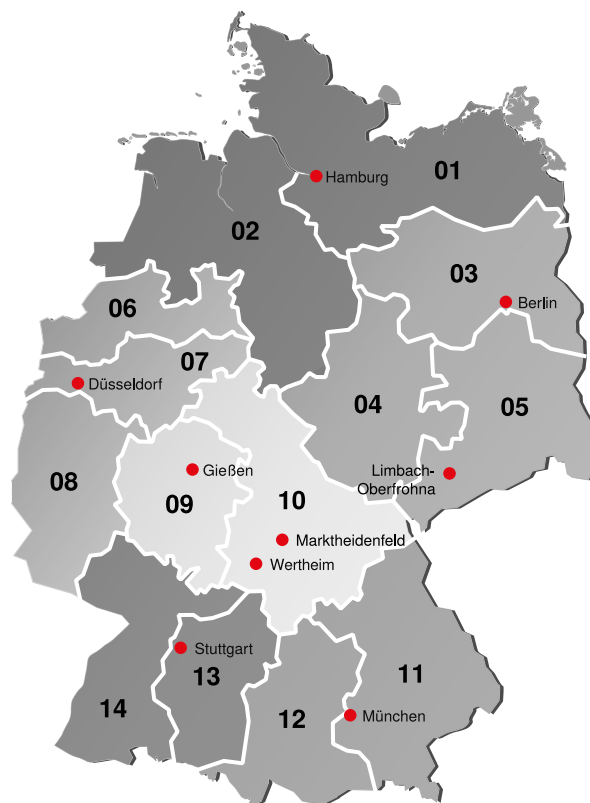 01
Hamburg
02
03
Berlin
06
07
Düsseldorf
04
05
Limbach-
Oberfrohna
Gießen
08
09
10
Marktheidenfeld
Wertheim
Stuttgart
13
11
14
12
München